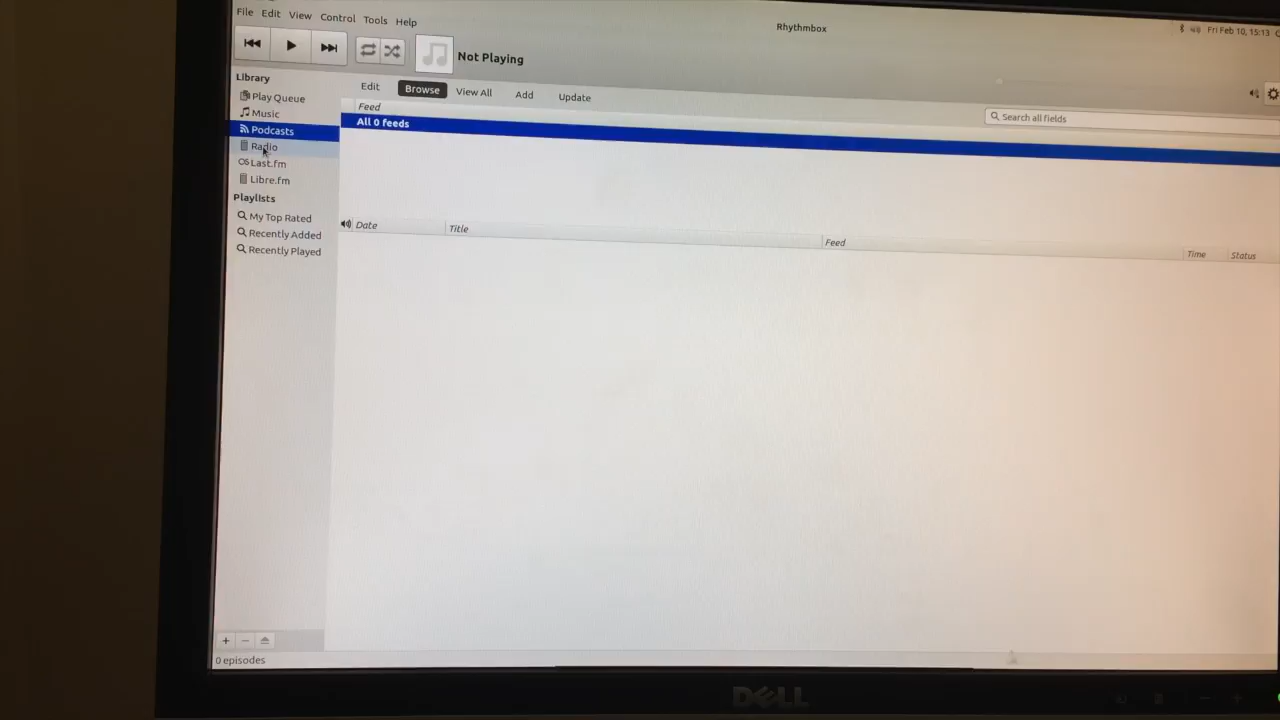 File Edit View Control Tools Help
Rhythmbox
Fri Feb 10, 15:13
Not Playing
Library
Play Queue
Music
Podcasts
Radio
Last.fm
Libre.fm
Playlists
My Top Rated
Recently Added
Recently Played
Edit Browse View All Add Update
Search all fields
Feed
All 0 feeds
Date Title Feed Time Status
0 episodes
DELL